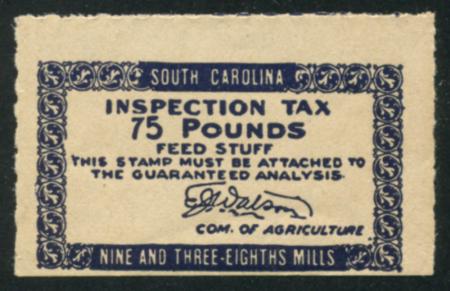 SOUTH CAROLINA
INSPECTION TAX
75 POUNDS
FEED STUFF
THIS STAMP MUST BE ATTACHED TO
THE GUARANTEED ANALYSIS.
E J Watson
COM. OF AGRICULTURE
NINE AND THREE-EIGHTHS MILLS